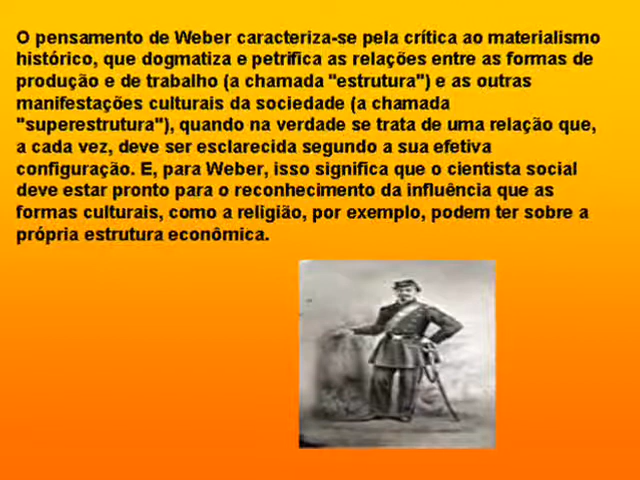 O pensamento de Weber caracteriza-se pela crítica ao materialismo
histórico, que dogmatiza e petrifica as relações entre as formas de
produção e de trabalho (a chamada "estrutura") e as outras
manifestações culturais da sociedade (a chamada
"superestrutura"), quando na verdade se trata de uma relação que,
a cada vez, deve ser esclarecida segundo a sua efetiva
configuração. E, para Weber, isso significa que o cientista social
deve estar pronto para o reconhecimento da influência que as
formas culturais, como a religião, por exemplo, podem ter sobre a
própria estrutura econômica.